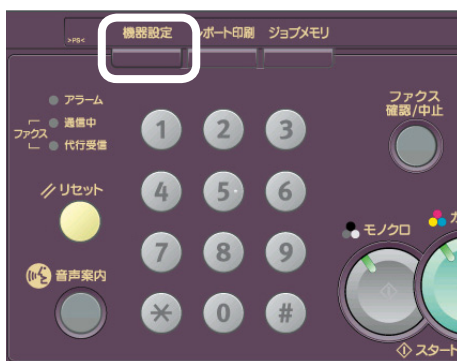 >PS<
機器設定
ポート印刷
ジョブメモリ
アラーム
通信中
ファクス
代行受信
ファクス
確認/中止
1
2
3
リセット
4
5
6
モノクロ
カ
7
8
9
音声案内
*
0
#
スタート